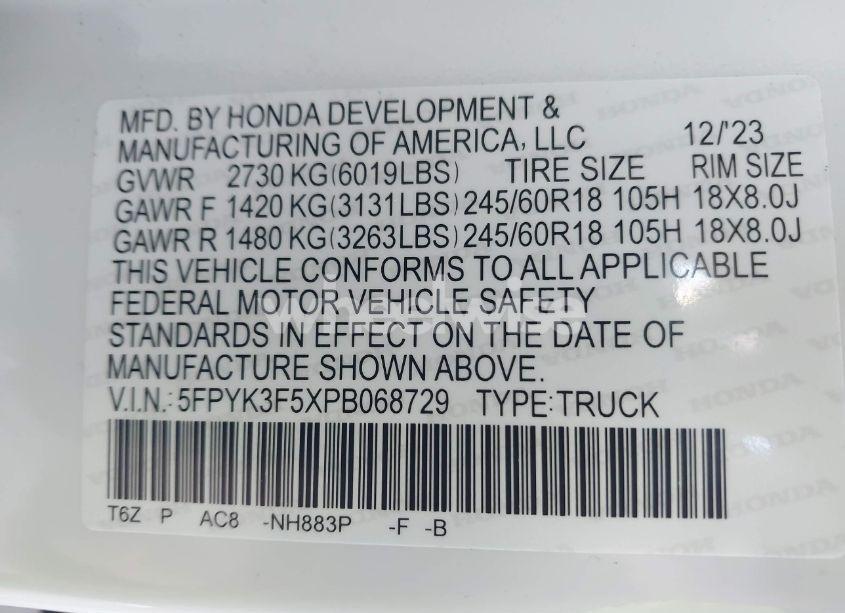 MFD. BY HONDA DEVELOPMENT &
MANUFACTURING OF AMERICA, LLC 12/'23
GVWR 2730 KG(6019LBS) TIRE SIZE RIM SIZE
GAWR F 1420 KG(3131LBS) 245/60R18 105H 18X8.0J
GAWR R 1480 KG(3263LBS) 245/60R18 105H 18X8.0J
THIS VEHICLE CONFORMS TO ALL APPLICABLE
FEDERAL MOTOR VEHICLE SAFETY
STANDARDS IN EFFECT ON THE DATE OF
MANUFACTURE SHOWN ABOVE.
V.I.N.: 5FPYK3F5XPB068729 TYPE: TRUCK
T6Z P AC8 -NH883P -F -B